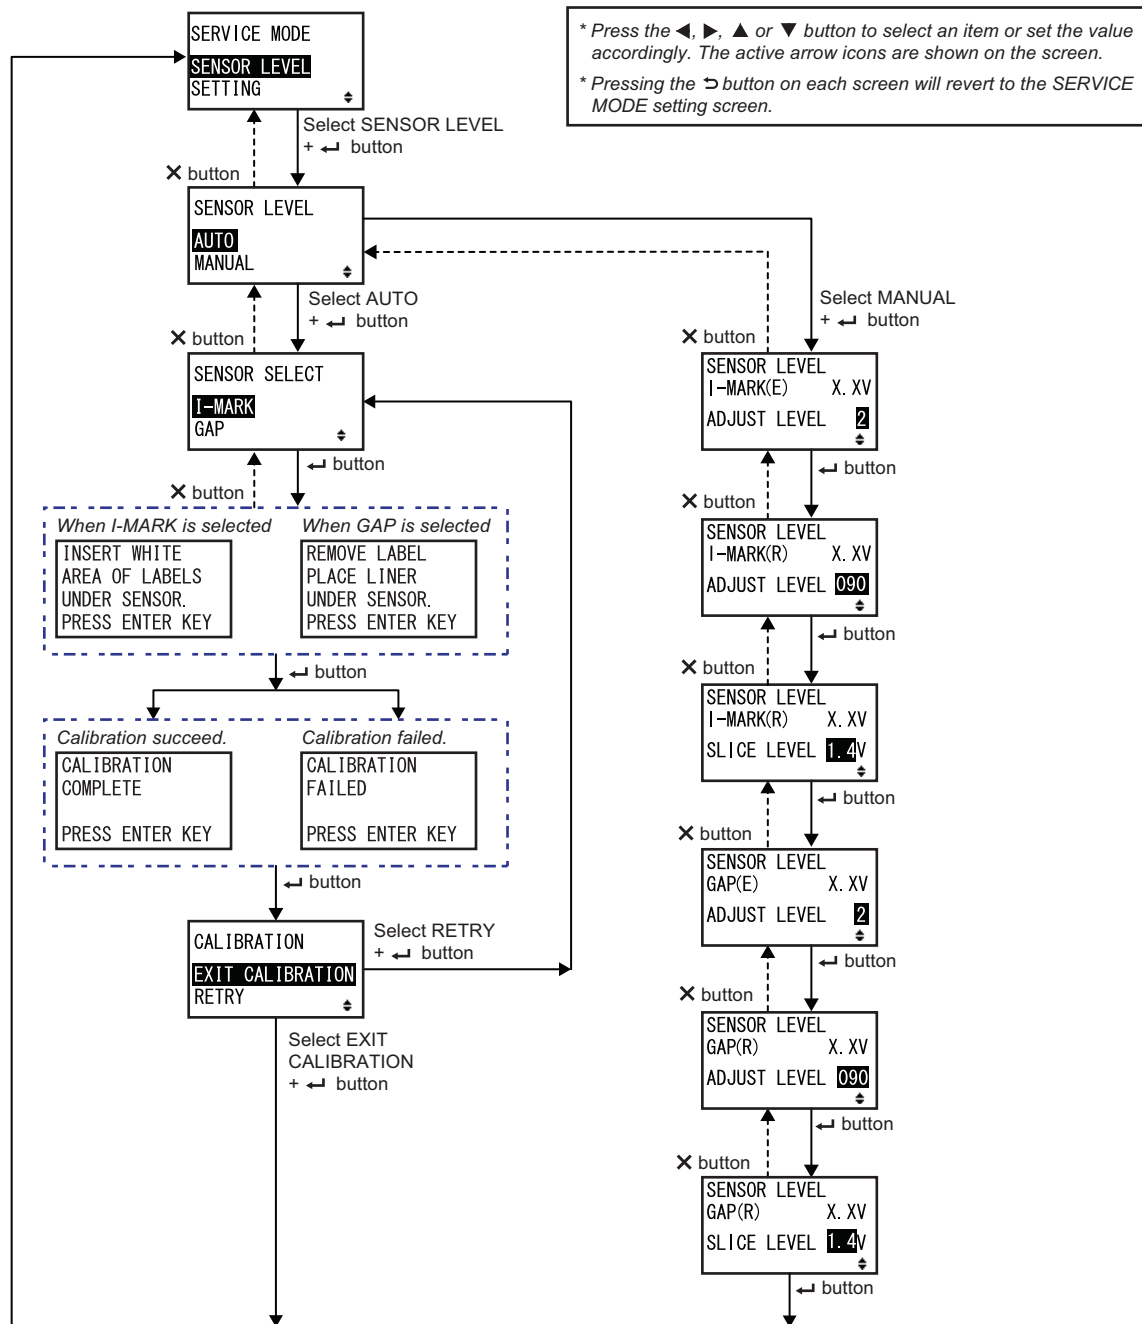 * Press the ◀, ▶, ▲ or ▼ button to select an item or set the value
accordingly. The active arrow icons are shown on the screen.
* Pressing the ⮌ button on each screen will revert to the SERVICE
MODE setting screen.
SERVICE MODE
SENSOR LEVEL
SETTING
Select SENSOR LEVEL
+ ↵ button
✕ button
SENSOR LEVEL
AUTO
MANUAL
Select AUTO
+ ↵ button
✕ button
SENSOR SELECT
I-MARK
GAP
↵ button
✕ button
When I-MARK is selected
INSERT WHITE
AREA OF LABELS
UNDER SENSOR.
PRESS ENTER KEY
When GAP is selected
REMOVE LABEL
PLACE LINER
UNDER SENSOR.
PRESS ENTER KEY
↵ button
Calibration succeed.
CALIBRATION
COMPLETE
PRESS ENTER KEY
Calibration failed.
CALIBRATION
FAILED
PRESS ENTER KEY
↵ button
CALIBRATION
EXIT CALIBRATION
RETRY
Select RETRY
+ ↵ button
Select EXIT
CALIBRATION
+ ↵ button
Select MANUAL
+ ↵ button
✕ button
SENSOR LEVEL
I-MARK(E) X.XV
ADJUST LEVEL 2
↵ button
✕ button
SENSOR LEVEL
I-MARK(R) X.XV
ADJUST LEVEL 090
↵ button
✕ button
SENSOR LEVEL
I-MARK(R) X.XV
SLICE LEVEL 1.4V
↵ button
✕ button
SENSOR LEVEL
GAP(E) X.XV
ADJUST LEVEL 2
↵ button
✕ button
SENSOR LEVEL
GAP(R) X.XV
ADJUST LEVEL 090
↵ button
✕ button
SENSOR LEVEL
GAP(R) X.XV
SLICE LEVEL 1.4V
↵ button